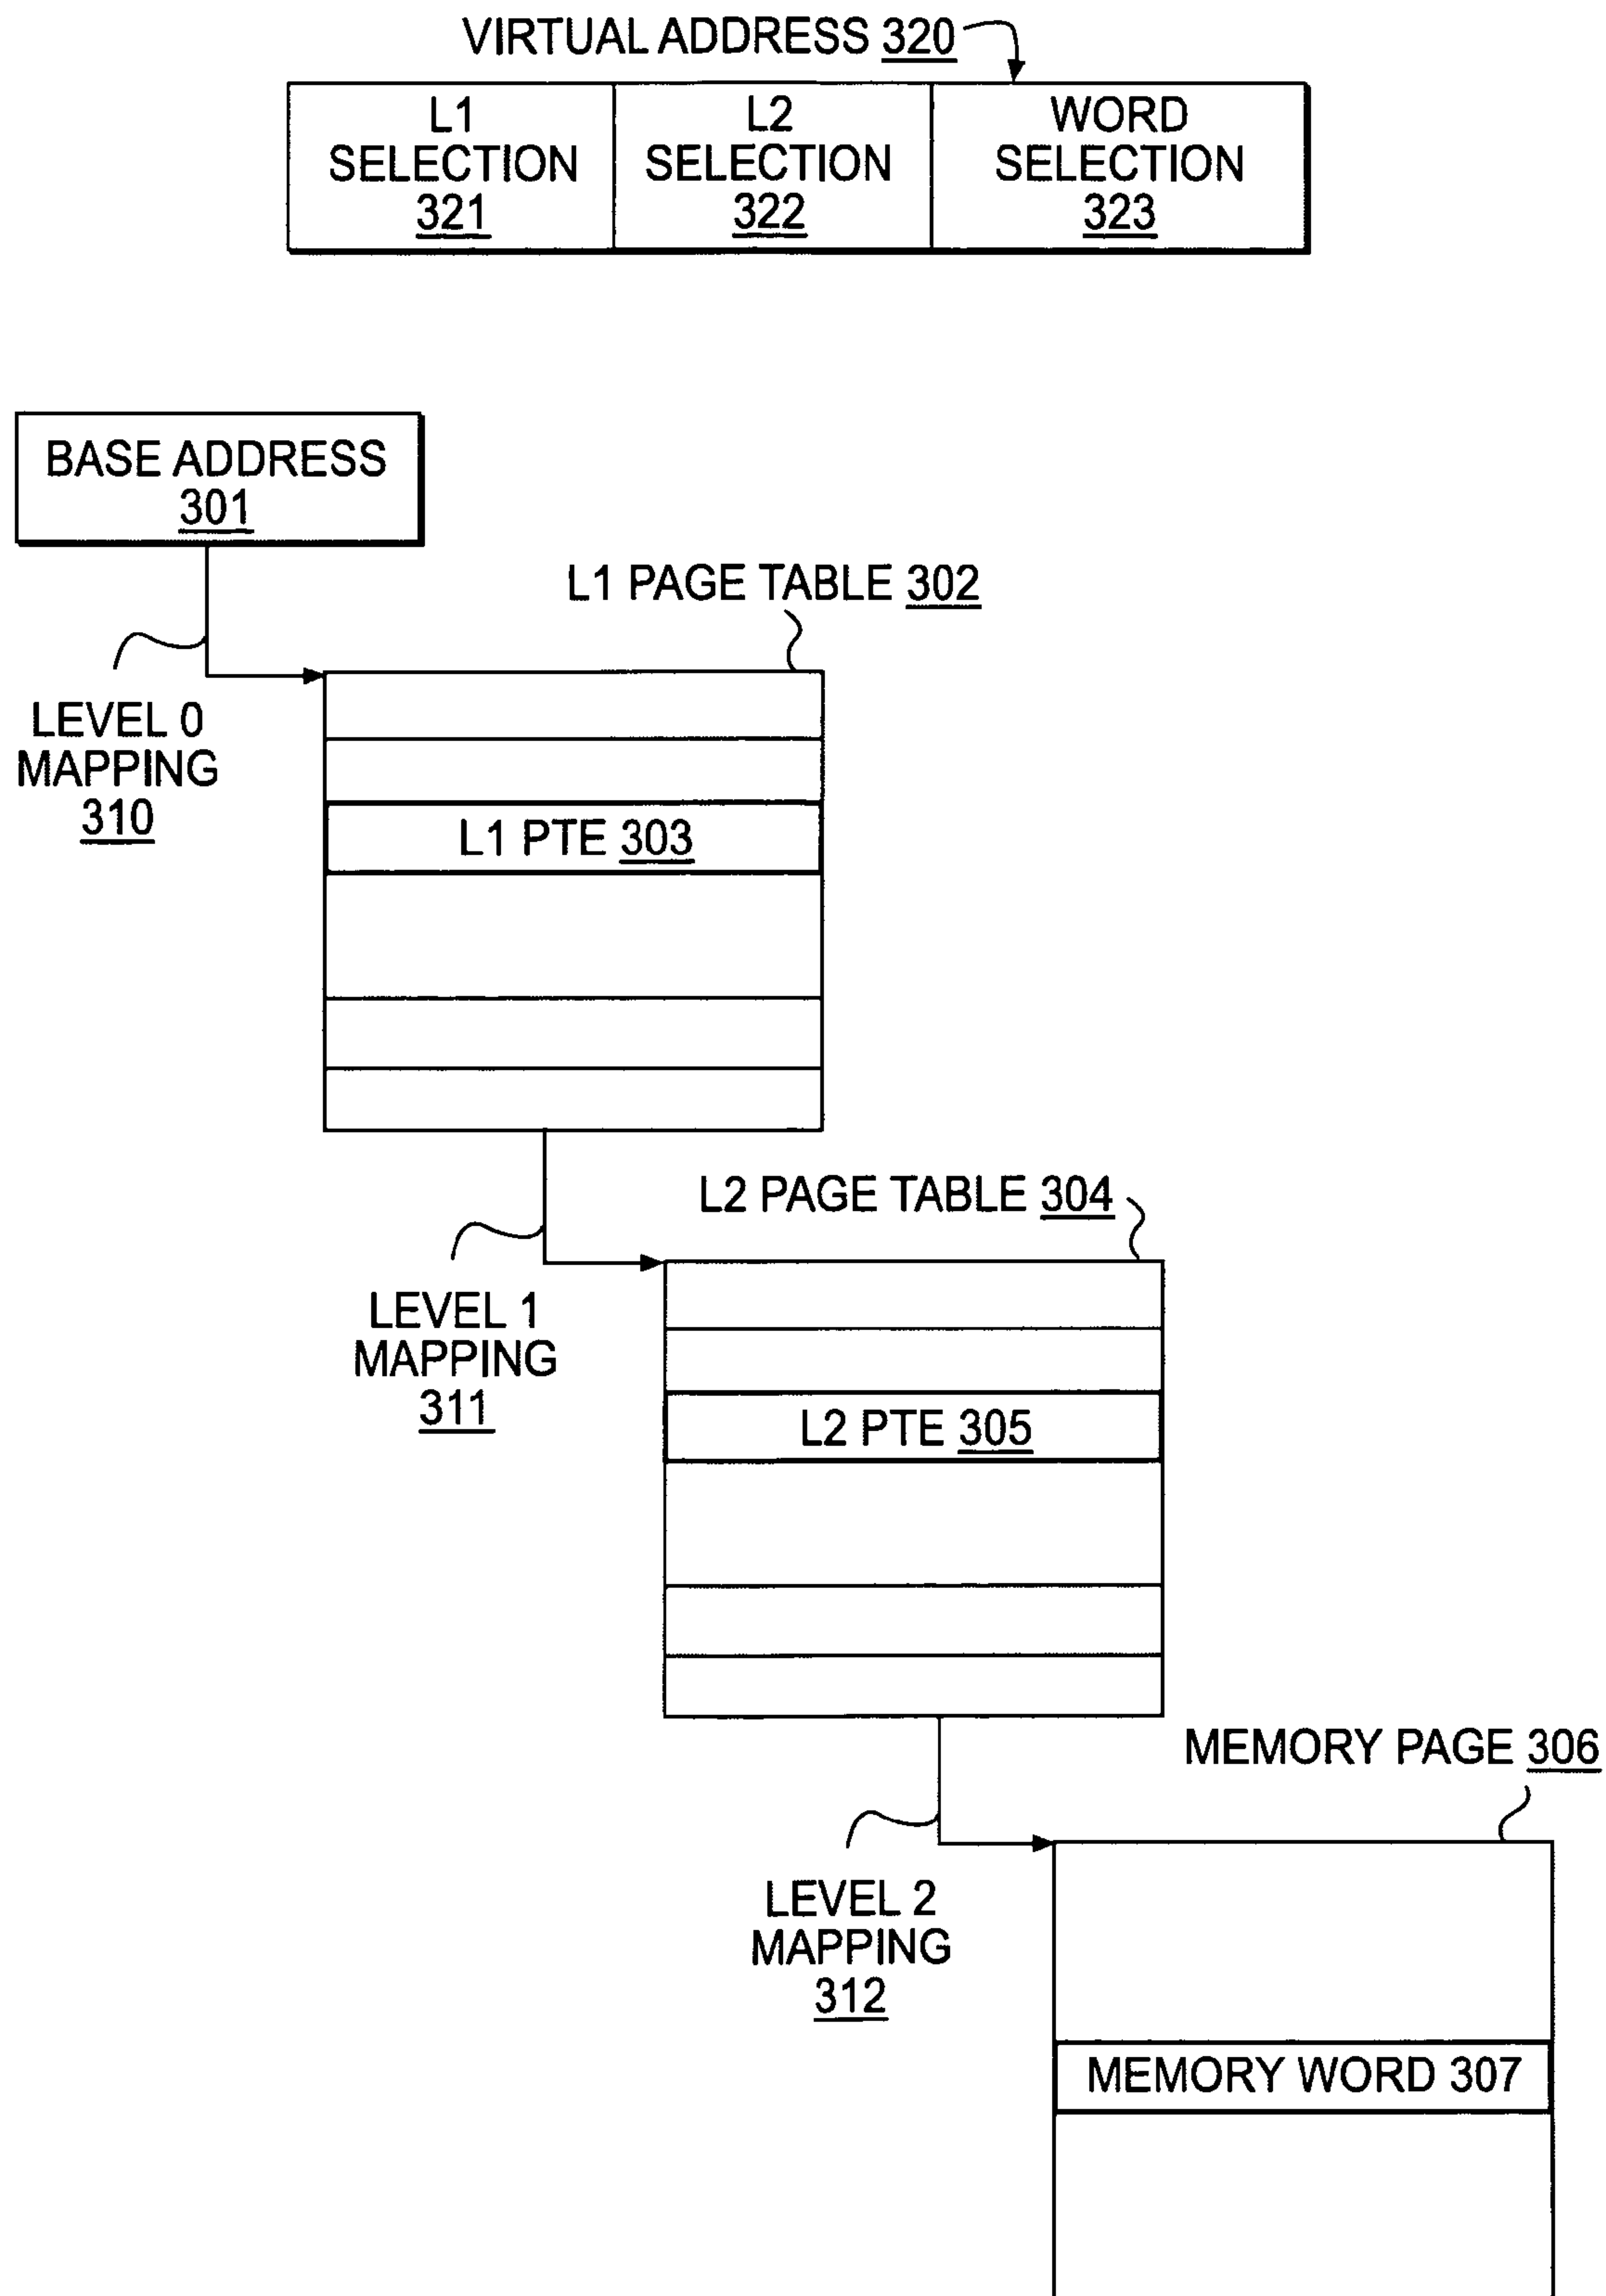 VIRTUAL ADDRESS 320
L1
SELECTION
321
L2
SELECTION
322
WORD
SELECTION
323
BASE ADDRESS
301
L1 PAGE TABLE 302
LEVEL 0
MAPPING
310
L1 PTE 303
L2 PAGE TABLE 304
LEVEL 1
MAPPING
311
L2 PTE 305
MEMORY PAGE 306
LEVEL 2
MAPPING
312
MEMORY WORD 307